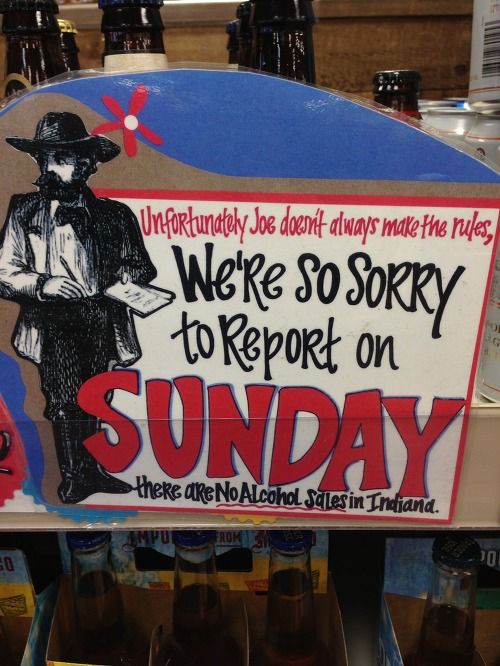 Unfortunately Joe doesn't always make the rules,
We're so sorry
to Report on
SUNDAY
there are No Alcohol Sales in Indiana.